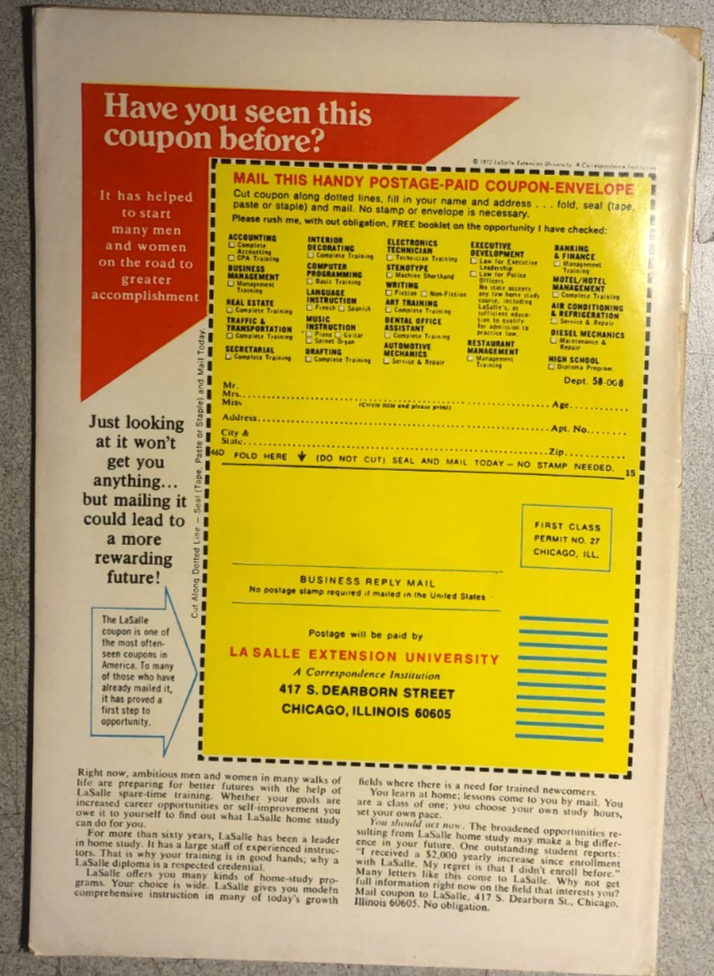 Have you seen this
coupon before?
© 1972 LaSalle Extension University A Correspondence Institution
It has helped
to start
many men
and women
on the road to
greater
accomplishment
MAIL THIS HANDY POSTAGE-PAID COUPON-ENVELOPE
Cut coupon along dotted lines, fill in your name and address . . . fold, seal (tape,
paste or staple) and mail. No stamp or envelope is necessary.
Please rush me, with out obligation, FREE booklet on the opportunity I have checked:
ACCOUNTING
Complete
Accounting
CPA Training
BUSINESS
MANAGEMENT
Management
Training
REAL ESTATE
Complete Training
TRAFFIC &
TRANSPORTATION
Complete Training
SECRETARIAL
Complete Training
INTERIOR
DECORATING
Complete Training
COMPUTER
PROGRAMMING
Basic Training
LANGUAGE
INSTRUCTION
French Spanish
MUSIC
INSTRUCTION
Piano Guitar
Spinet Organ
DRAFTING
Complete Training
ELECTRONICS
TECHNICIAN
Technician Training
STENOTYPE
Machine Shorthand
WRITING
Fiction Non-Fiction
ART TRAINING
Complete Training
DENTAL OFFICE
ASSISTANT
Complete Training
AUTOMOTIVE
MECHANICS
Service & Repair
EXECUTIVE
DEVELOPMENT
Law for Executive
Leadership
Law for Police
Officers
No state accepts
any law home study
course, including
LaSalle's, as
sufficient educa-
tion to qualify
for admission to
practice law.
RESTAURANT
MANAGEMENT
Management
Training
BANKING
& FINANCE
Management
Training
MOTEL/HOTEL
MANAGEMENT
Complete Training
AIR CONDITIONING
& REFRIGERATION
Service & Repair
DIESEL MECHANICS
Maintenance &
Repair
HIGH SCHOOL
Diploma Program
Dept. 58-068
Mr.
Mrs.
Miss (Circle title and please print) Age
Address Apt. No.
City &
State Zip
46D FOLD HERE (DO NOT CUT) SEAL AND MAIL TODAY – NO STAMP NEEDED. 15
Cut Along Dotted Line – Seal (Tape, Paste or Staple) and Mail Today.
Just looking
at it won't
get you
anything...
but mailing it
could lead to
a more
rewarding
future!
FIRST CLASS
PERMIT NO. 27
CHICAGO, ILL.
BUSINESS REPLY MAIL
No postage stamp required if mailed in the United States
Postage will be paid by
LA SALLE EXTENSION UNIVERSITY
A Correspondence Institution
417 S. DEARBORN STREET
CHICAGO, ILLINOIS 60605
The LaSalle
coupon is one of
the most often-
seen coupons in
America. To many
of those who have
already mailed it,
it has proved a
first step to
opportunity.
Right now, ambitious men and women in many walks of
life are preparing for better futures with the help of
LaSalle spare-time training. Whether your goals are
increased career opportunities or self-improvement you
owe it to yourself to find out what LaSalle home study
can do for you.
For more than sixty years, LaSalle has been a leader
in home study. It has a large staff of experienced instruc-
tors. That is why your training is in good hands; why a
LaSalle diploma is a respected credential.
LaSalle offers you many kinds of home-study pro-
grams. Your choice is wide. LaSalle gives you modern
comprehensive instruction in many of today's growth
fields where there is a need for trained newcomers.
You learn at home; lessons come to you by mail. You
are a class of one; you choose your own study hours,
set your own pace.
You should act now. The broadened opportunities re-
sulting from LaSalle home study may make a big differ-
ence in your future. One outstanding student reports:
"I received a $2,000 yearly increase since enrollment
with LaSalle. My regret is that I didn't enroll before."
Many letters like this come to LaSalle. Why not get
full information right now on the field that interests you?
Mail coupon to LaSalle, 417 S. Dearborn St., Chicago,
Illinois 60605. No obligation.